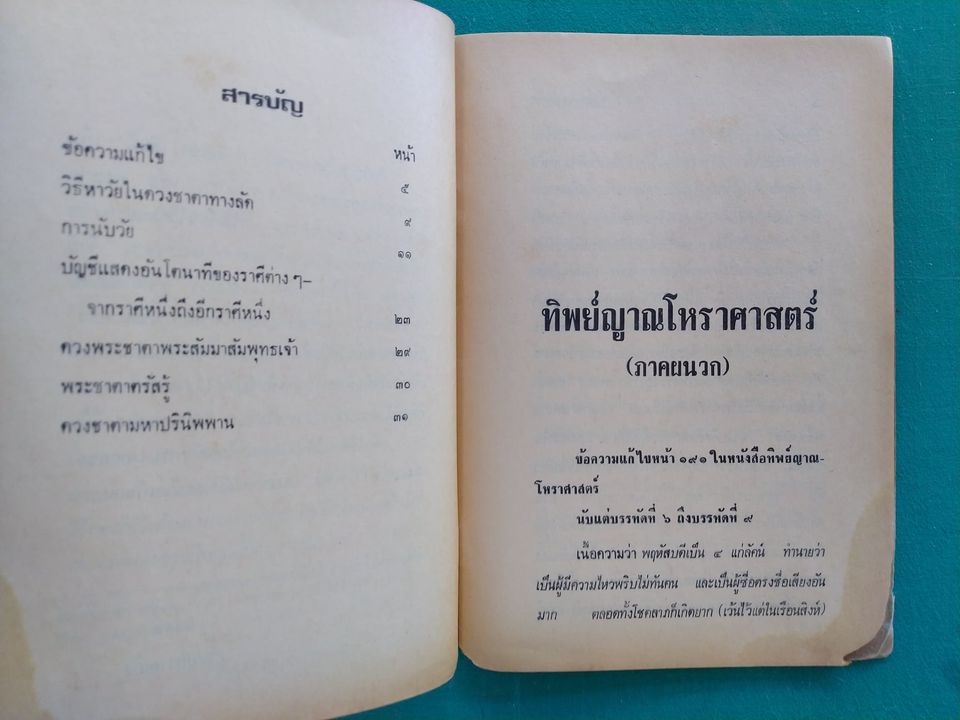 สารบัญ
หน้า
ข้อความแก้ไข ๕
วิธีหาวัยในดวงชาตาทางลัด ๙
การนับวัย ๑๑
บัญชีแสดงอันโตนาทีของราศีต่าง ๆ–
จากราศีหนึ่งถึงอีกราศีหนึ่ง ๒๓
ดวงพระชาตาพระสัมมาสัมพุทธเจ้า ๒๙
พระชาตาตรัสรู้ ๓๐
ดวงชาตามหาปรินิพพาน ๓๑
ทิพย์ญาณโหราศาสตร์
(ภาคผนวก)
ข้อความแก้ไขหน้า ๑๙๑ ในหนังสือทิพย์ญาณ-
โหราศาสตร์
นับแต่บรรทัดที่ ๖ ถึงบรรทัดที่ ๙
เนื้อความว่า พฤหัสบดีเป็น ๔ แก่ลัคน์ ทำนายว่า
เป็นผู้มีความไหวพริบไม่ทันคน และเป็นผู้ซื่อตรงชื่อเสียงอัน
มาก ตลอดทั้งโชคลาภก็เกิดยาก (เว้นไว้แต่ในเรือนสิงห์)